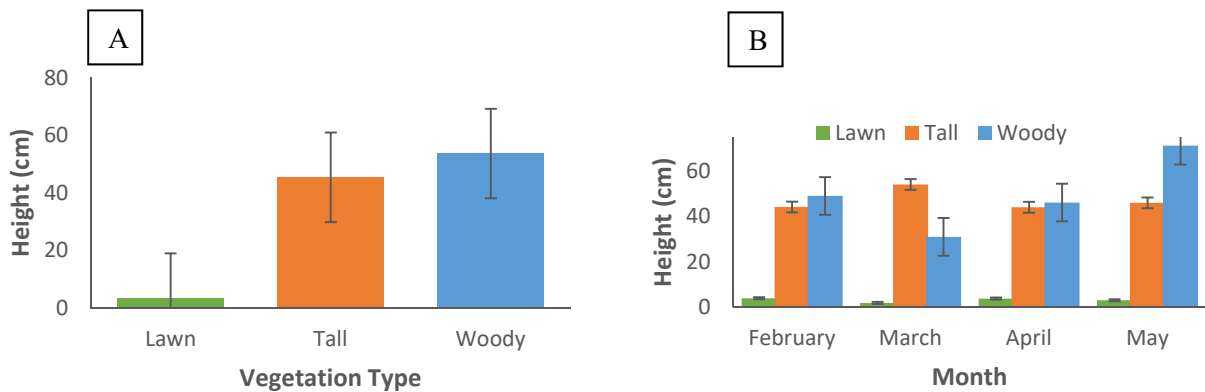 A
80
60
40
20
0
Height (cm)
Lawn Tall Woody
Vegetation Type
B
Lawn Tall Woody
60
40
20
0
Height (cm)
February March April May
Month